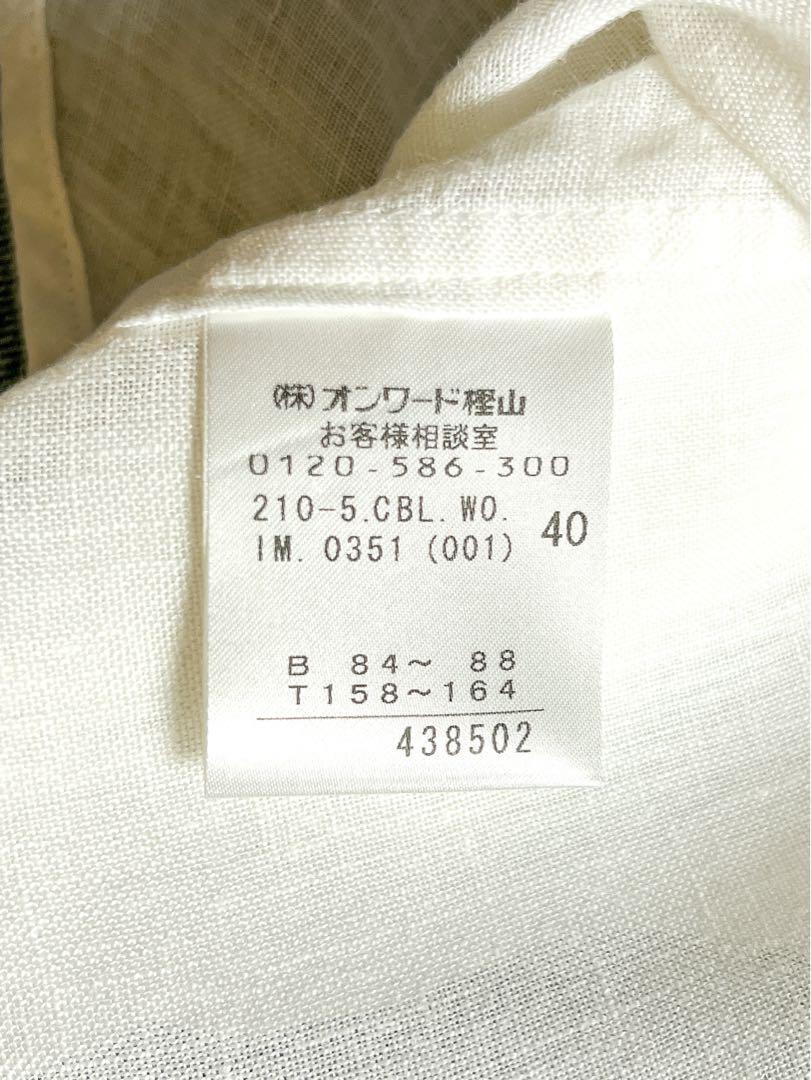 (株)オンワード樫山
お客様相談室
0120-586-300
210-5.CBL.WO.
IM. 0351 (001) 40
B 84～ 88
T158～164
438502